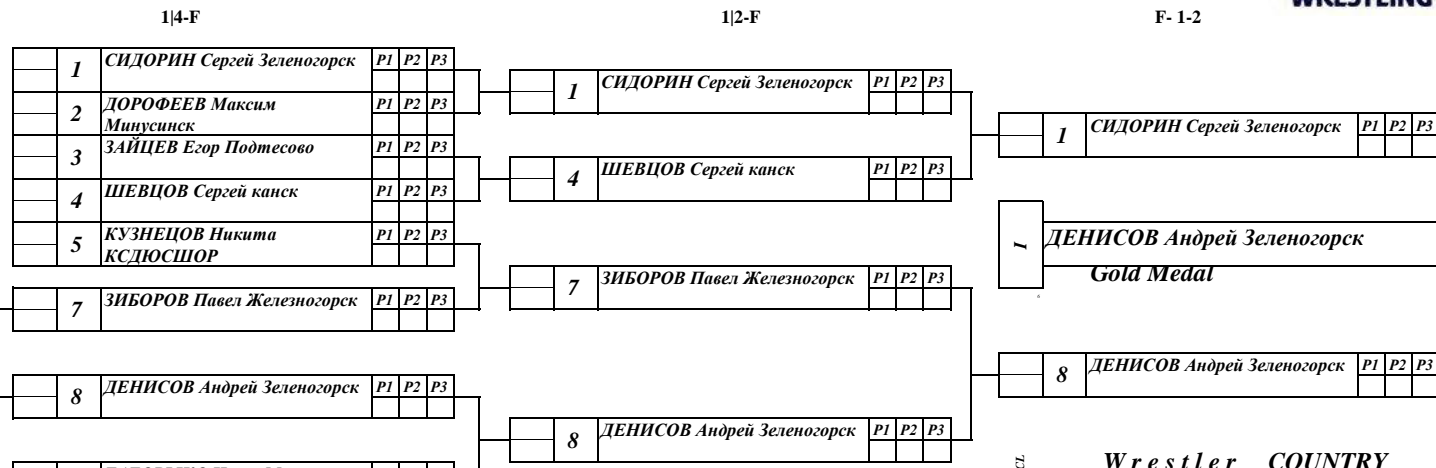 WRESTLING
1|4-F 1|2-F F- 1-2
1 СИДОРИН Сергей Зеленогорск P1 P2 P3
2 ДОРОФЕЕВ Максим P1 P2 P3
Минусинск
3 ЗАЙЦЕВ Егор Подтесово P1 P2 P3
4 ШЕВЦОВ Сергей канск P1 P2 P3
5 КУЗНЕЦОВ Никита P1 P2 P3
КСДЮСШОР
7 ЗИБОРОВ Павел Железногорск P1 P2 P3
8 ДЕНИСОВ Андрей Зеленогорск P1 P2 P3
1 СИДОРИН Сергей Зеленогорск P1 P2 P3
4 ШЕВЦОВ Сергей канск P1 P2 P3
7 ЗИБОРОВ Павел Железногорск P1 P2 P3
8 ДЕНИСОВ Андрей Зеленогорск P1 P2 P3
1 СИДОРИН Сергей Зеленогорск P1 P2 P3
I ДЕНИСОВ Андрей Зеленогорск
Gold Medal
8 ДЕНИСОВ Андрей Зеленогорск P1 P2 P3
CL Wrestler COUNTRY